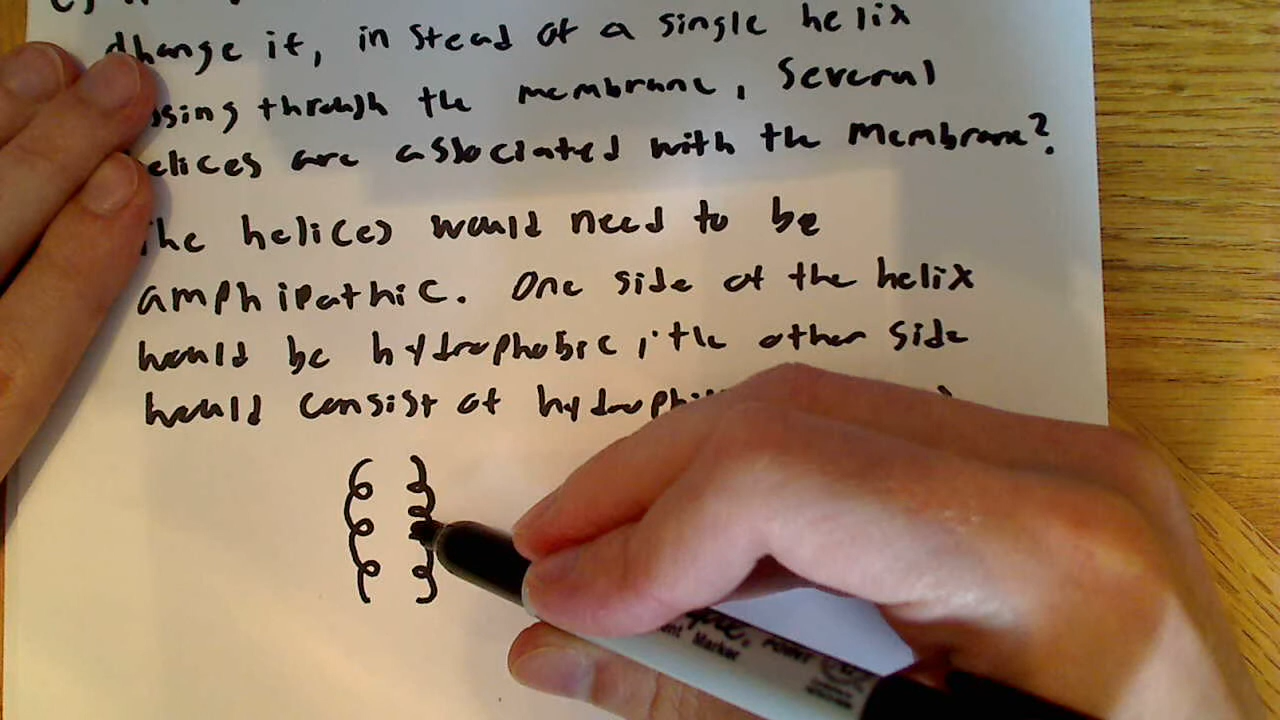 change it, instead of a single helix
through the membrane, several
helices are associated with the membrane?
The helices would need to be
amphipathic. One side of the helix
would be hydrophobic, the other side
would consist of
Marker